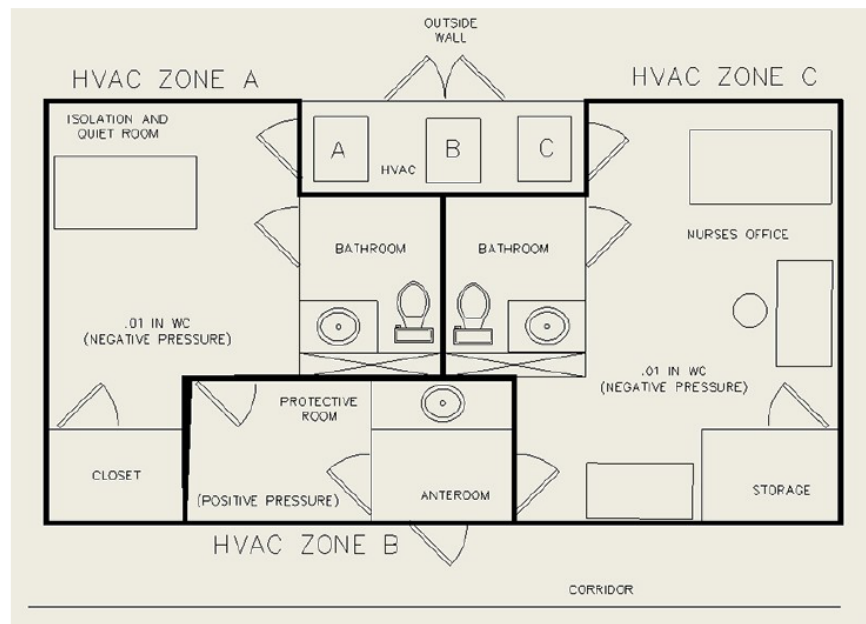 OUTSIDE
WALL
HVAC ZONE A
HVAC ZONE C
ISOLATION AND
QUIET ROOM
A
B
C
HVAC
BATHROOM
BATHROOM
NURSES OFFICE
.01 IN WC
(NEGATIVE PRESSURE)
.01 IN WC
(NEGATIVE PRESSURE)
PROTECTIVE
ROOM
CLOSET
(POSITIVE PRESSURE)
ANTEROOM
STORAGE
HVAC ZONE B
CORRIDOR